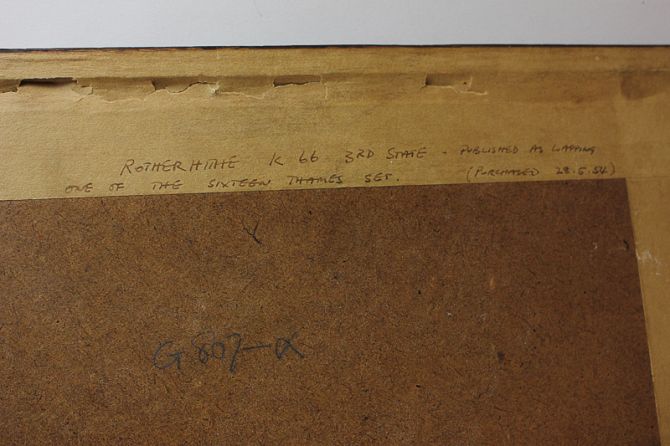 ROTHERHITHE K 66 3RD STATE - PUBLISHED AS WAPPING
ONE OF THE SIXTEEN THAMES SET. (PURCHASED 28.5.54)
G 807-α